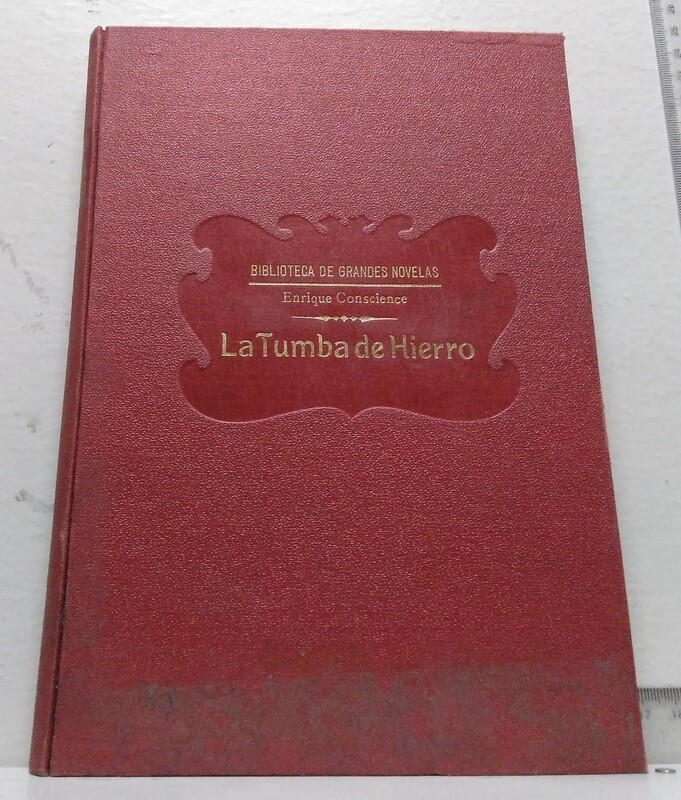 BIBLIOTECA DE GRANDES NOVELAS
Enrique Conscience
La Tumba de Hierro